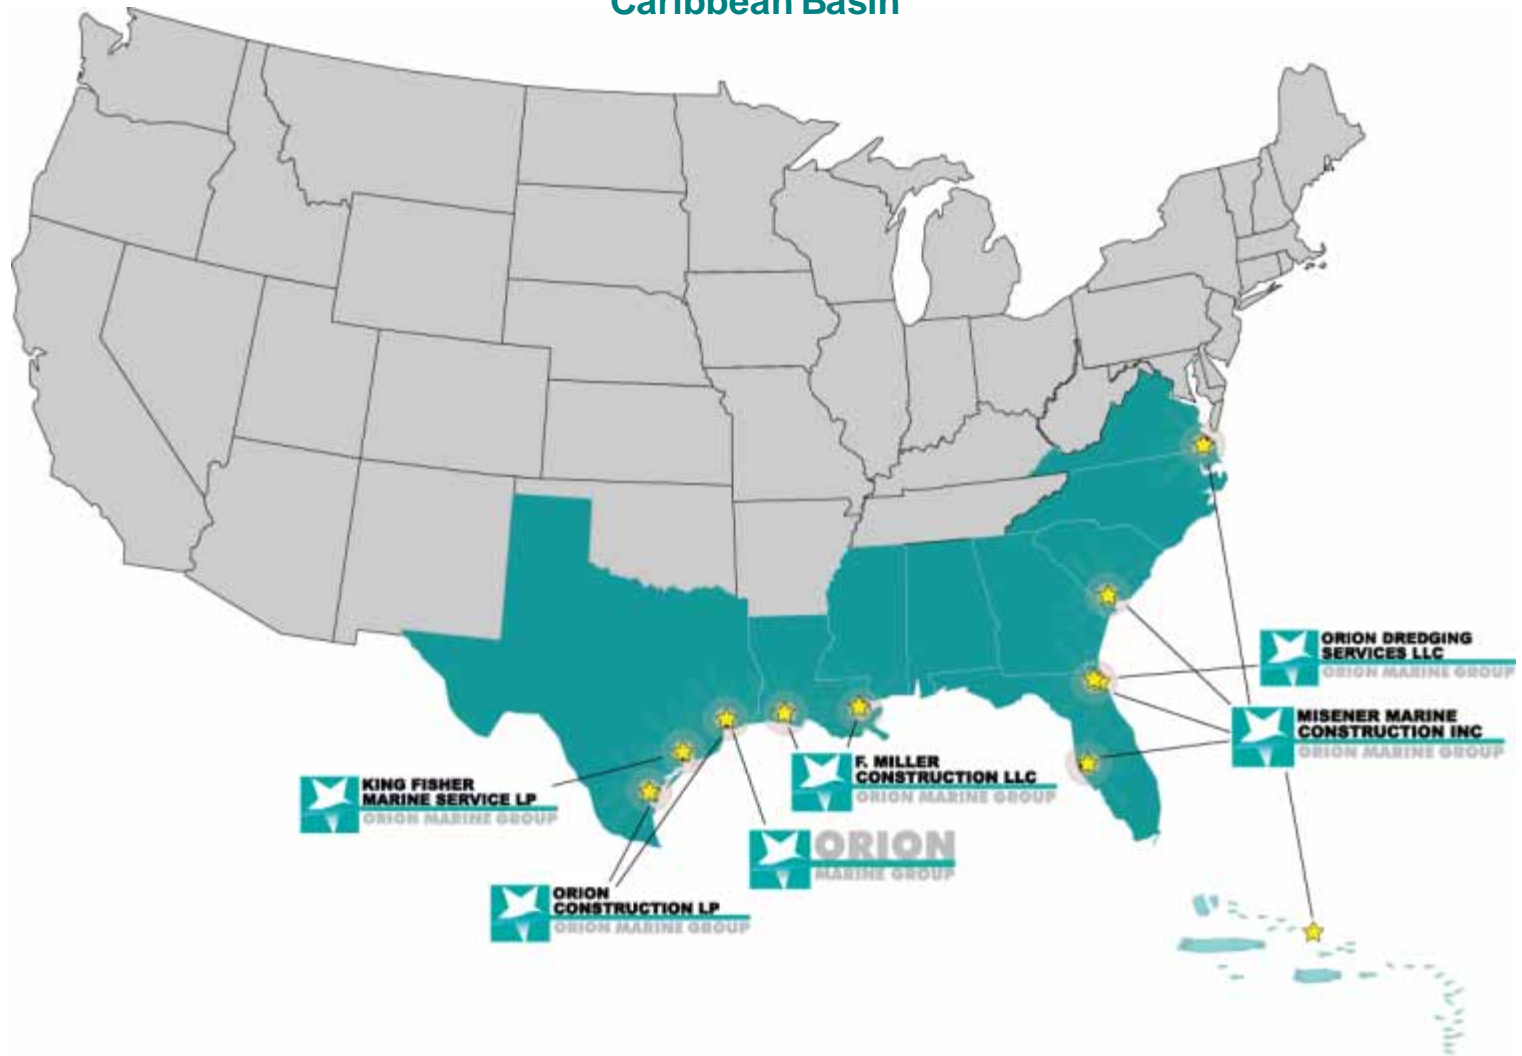 Caribbean Basin
ORION DREDGING
SERVICES LLC
ORION MARINE GROUP
MISENER MARINE
CONSTRUCTION INC
ORION MARINE GROUP
F. MILLER
CONSTRUCTION LLC
ORION MARINE GROUP
KING FISHER
MARINE SERVICE LP
ORION MARINE GROUP
ORION
MARINE GROUP
ORION
CONSTRUCTION LP
ORION MARINE GROUP